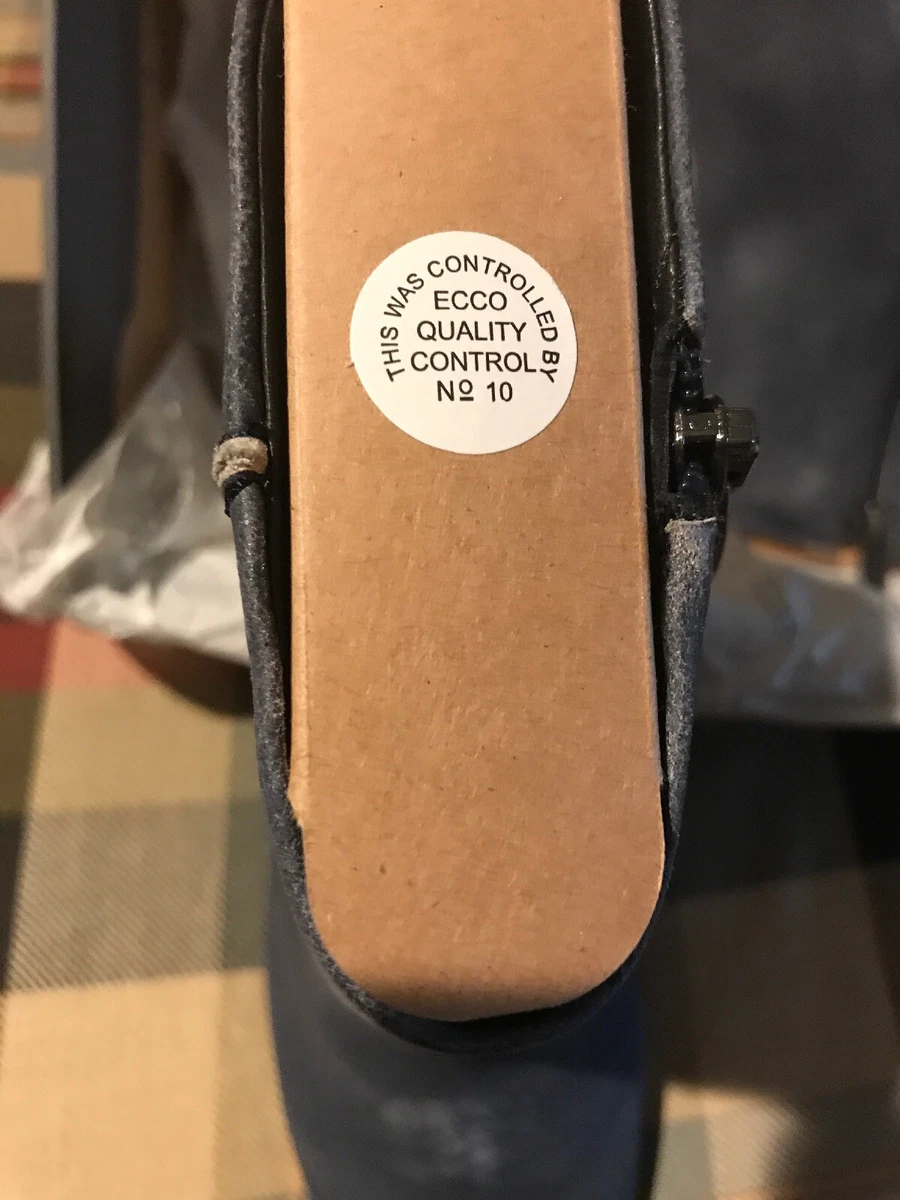 THIS WAS CONTROLLED BY
ECCO
QUALITY
CONTROL
Nº 10